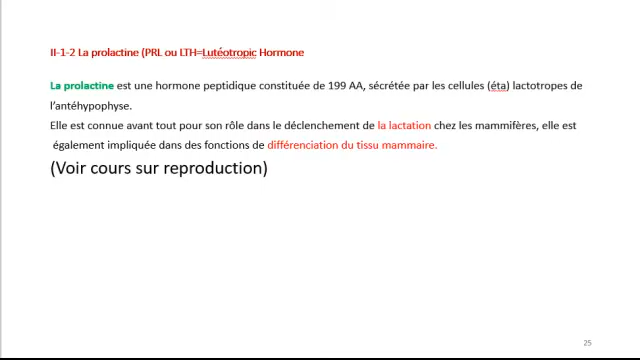 II-1-2 La prolactine (PRL ou LTH=Lutéotropic Hormone
La prolactine est une hormone peptidique constituée de 199 AA, sécrétée par les cellules (éta) lactotropes de
l'antéhypophyse.
Elle est connue avant tout pour son rôle dans le déclenchement de la lactation chez les mammifères, elle est
également impliquée dans des fonctions de différenciation du tissu mammaire.
(Voir cours sur reproduction)
25